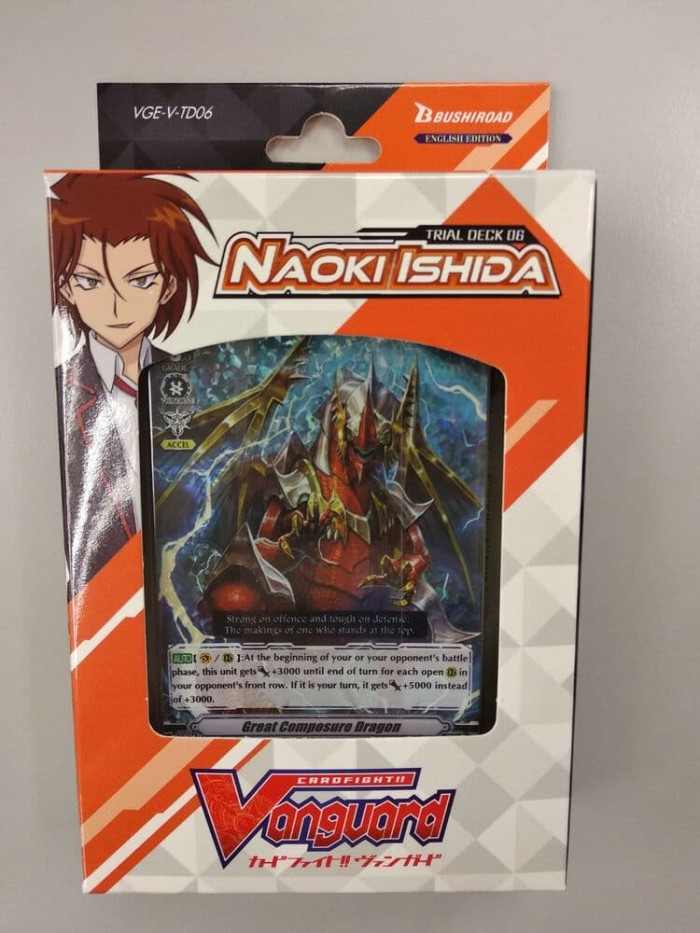 VGE-V-TD06
BUSHIROAD
ENGLISH EDITION
TRIAL DECK 06
NAOKI ISHIDA
GRADE
ACCEL
Strong on offence and tough on defense.
The makings of one who stands at the top.
AUTO[ / ]:At the beginning of your or your opponent's battle
phase, this unit gets +3000 until end of turn for each open in
your opponent's front row. If it is your turn, it gets +5000 instead
of +3000.
Great Composure Dragon
CARDFIGHT!!
Vanguard
カードファイト!! ヴァンガード